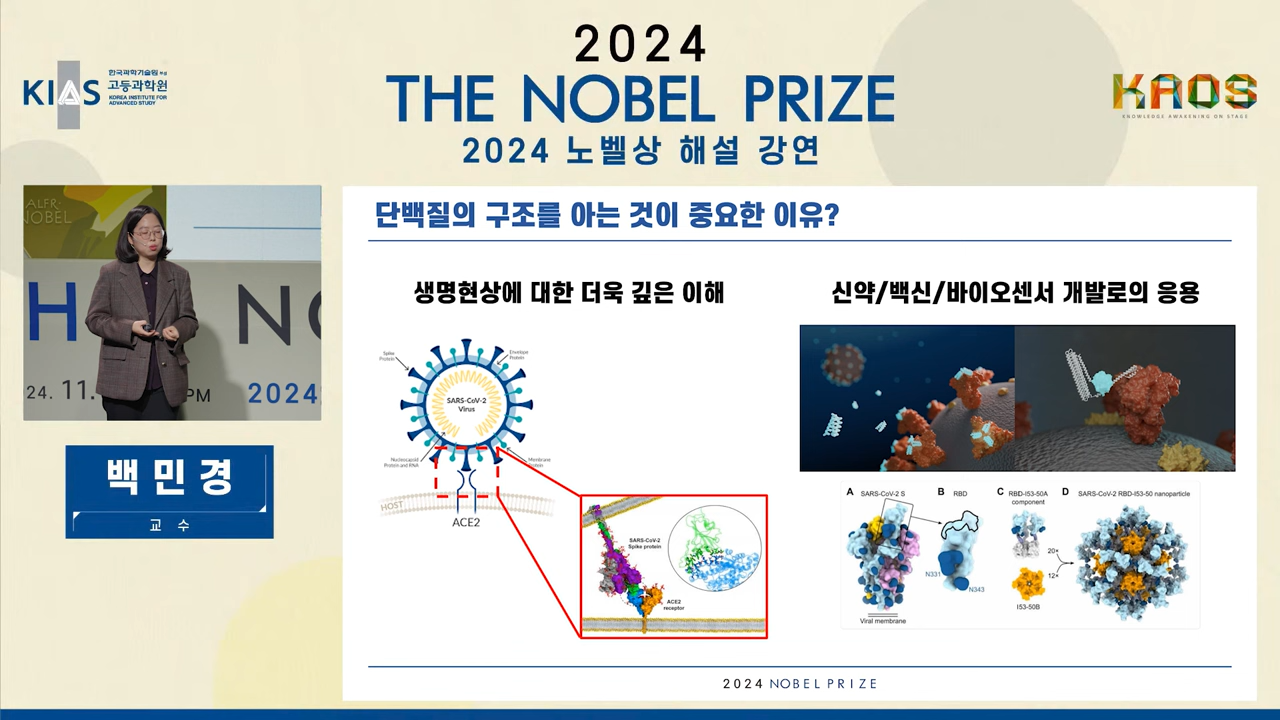 2024
THE NOBEL PRIZE
2024 노벨상 해설 강연
KIAS
한국과학기술원 부설
고등과학원
KOREA INSTITUTE FOR
ADVANCED STUDY
KAOS
KNOWLEDGE AWAKENING ON STAGE
ALFR·
NOBEL
H NO
24. 11.
PM
2024
백민경
교 수
단백질의 구조를 아는 것이 중요한 이유?
생명현상에 대한 더욱 깊은 이해
Spike
Protein
Envelope
Protein
SARS-CoV-2
Virus
Nucleocapsid
Protein and RNA
Membrane
Protein
HOST
ACE2
SARS-CoV-2
Spike protein
ACE2
receptor
신약/백신/바이오센서 개발로의 응용
A SARS-CoV-2 S
B RBD
C RBD-I53-50A
component
D SARS-CoV-2 RBD-I53-50 nanoparticle
N331
N343
20×
12×
I53-50B
Viral membrane
2024 NOBEL PRIZE